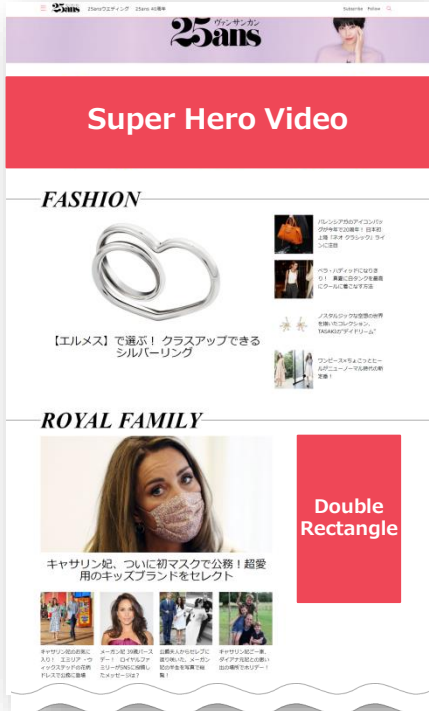 25ans
25ansウエディング
25ans 40周年
Subscribe
Follow
ヴァンサンカン
25ans
Super Hero Video
FASHION
【エルメス】で選ぶ！ クラスアップできる
シルバーリング
バレンシアガのアイコンバッ
グが今年で20周年！ 日本初
上陸「ネオ クラシック」ライ
ンに注目
ベラ・ハディッドになりき
り！ 真夏に白タンクを最高
にクールに着こなす方法
ノスタルジックな空想の世界
を描いたコレクション、
TASAKIの“デイドリーム”
ワンピース×ちょこっとヒー
ルがニューノーマル時代の新
定番！
ROYAL FAMILY
キャサリン妃、ついに初マスクで公務！超愛
用のキッズブランドをセレクト
Double
Rectangle
キャサリン妃のお気に
入り！ エミリア・ウ
ィックステッドの花柄
ドレスで公務に登場
メーガン妃 39歳バース
デー！ ロイヤルファ
ミリーがSNSに投稿し
たメッセージは？
公爵夫人からセレブに
返り咲いた、メーガン
妃の半生を写真で総
覧！
キャサリン妃ご一家、
ダイアナ元妃との思い
出の場所でホリデー！